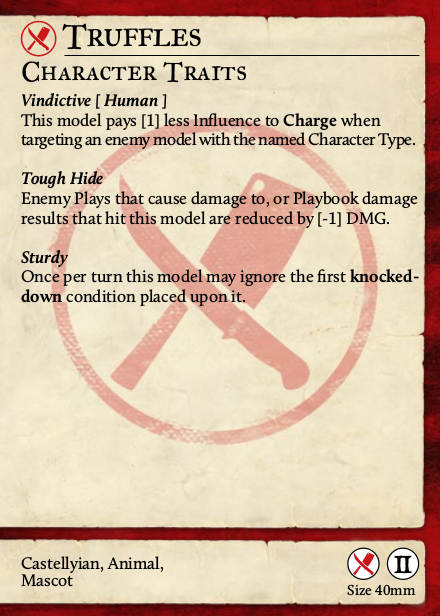 Truffles
Character Traits
Vindictive [ Human ]
This model pays [1] less Influence to Charge when
targeting an enemy model with the named Character Type.
Tough Hide
Enemy Plays that cause damage to, or Playbook damage
results that hit this model are reduced by [-1] DMG.
Sturdy
Once per turn this model may ignore the first knocked-
down condition placed upon it.
Castellyian, Animal,
Mascot
II
Size 40mm